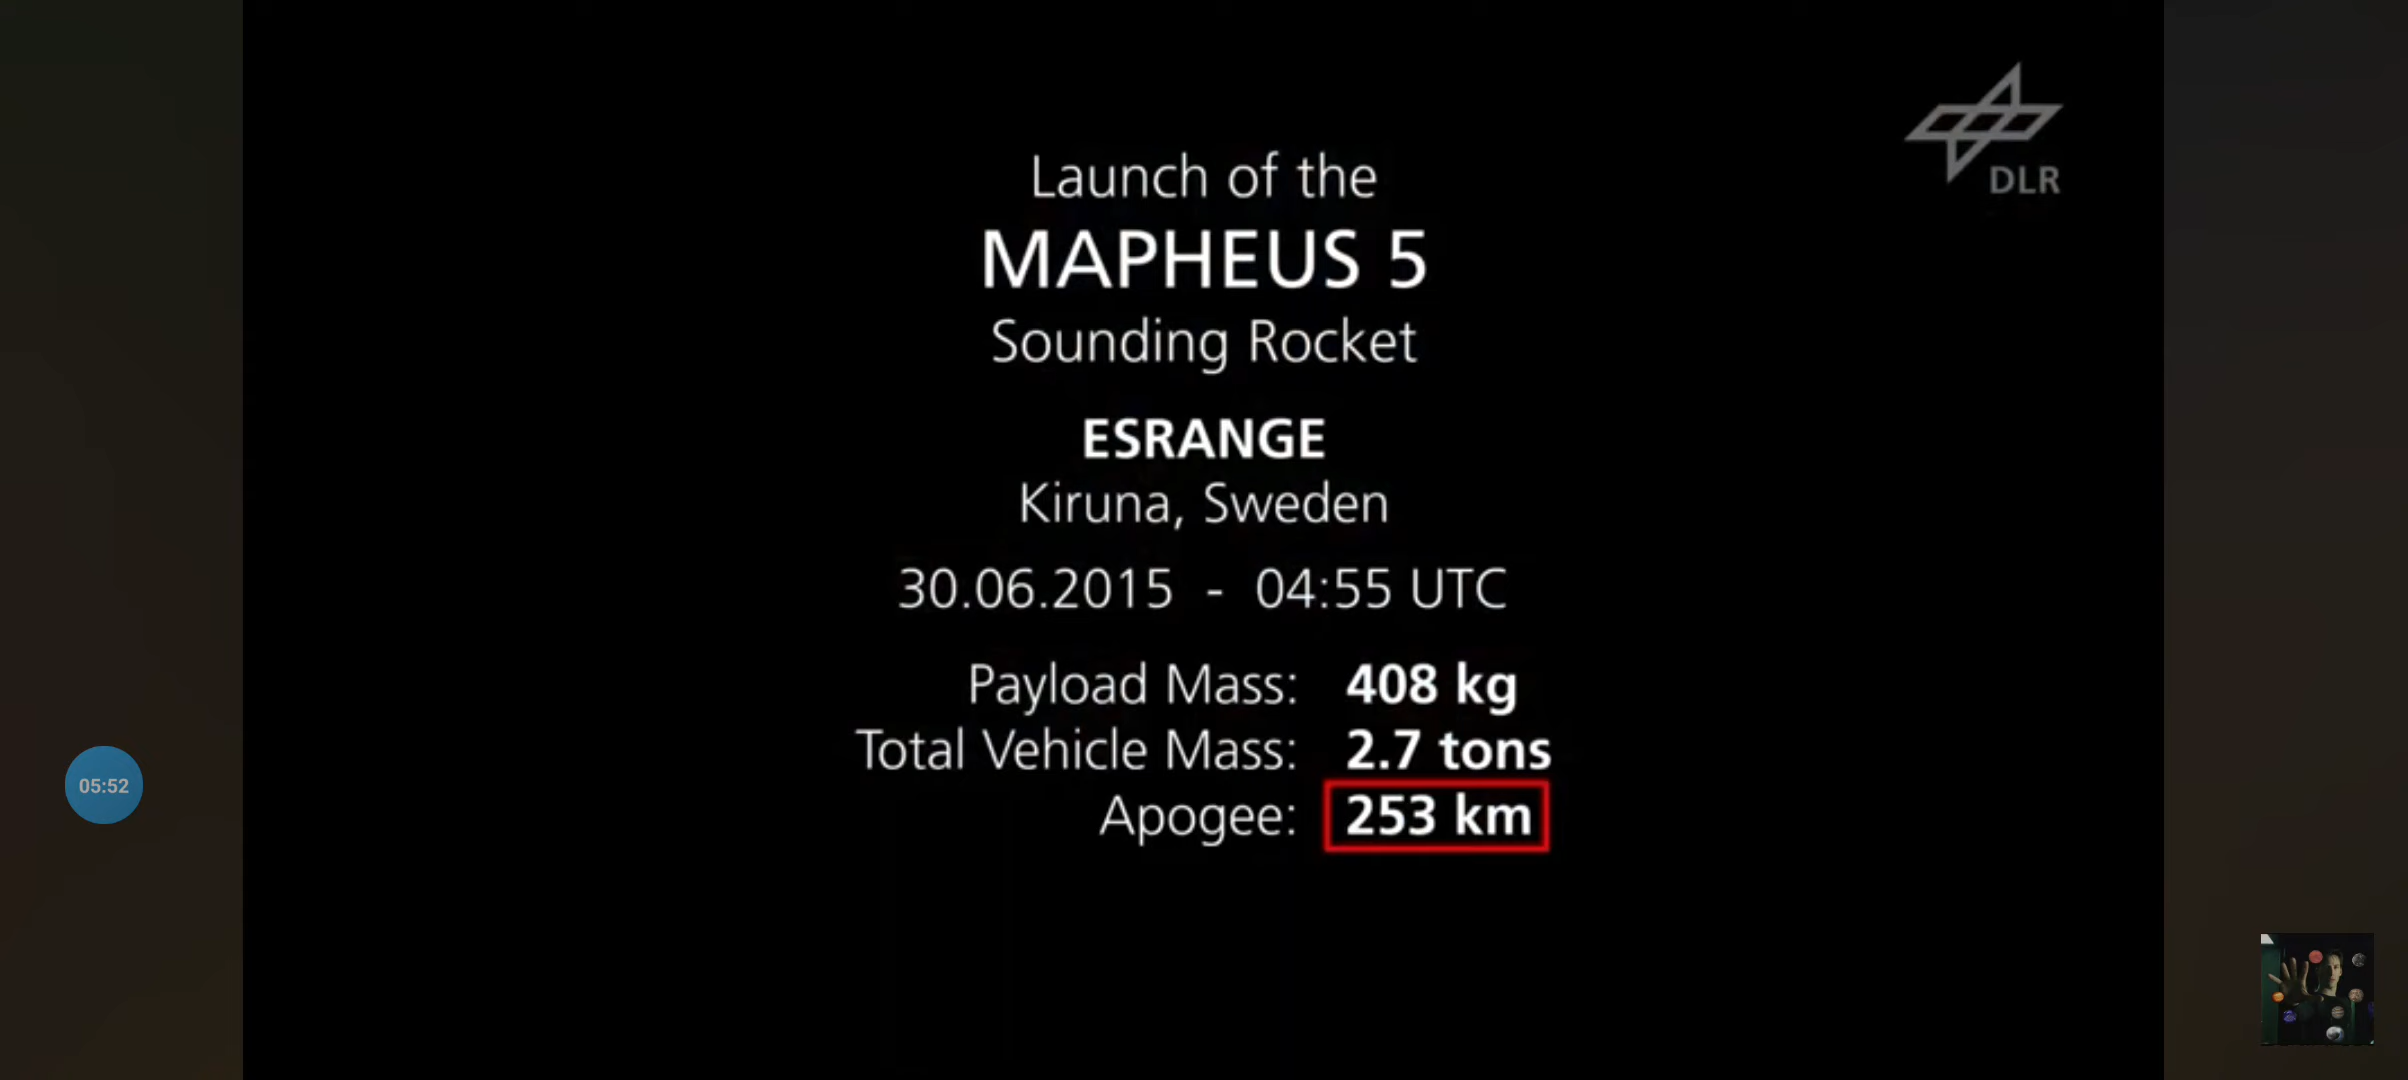 DLR
Launch of the
MAPHEUS 5
Sounding Rocket
ESRANGE
Kiruna, Sweden
30.06.2015 - 04:55 UTC
Payload Mass: 408 kg
Total Vehicle Mass: 2.7 tons
Apogee: 253 km
05:52